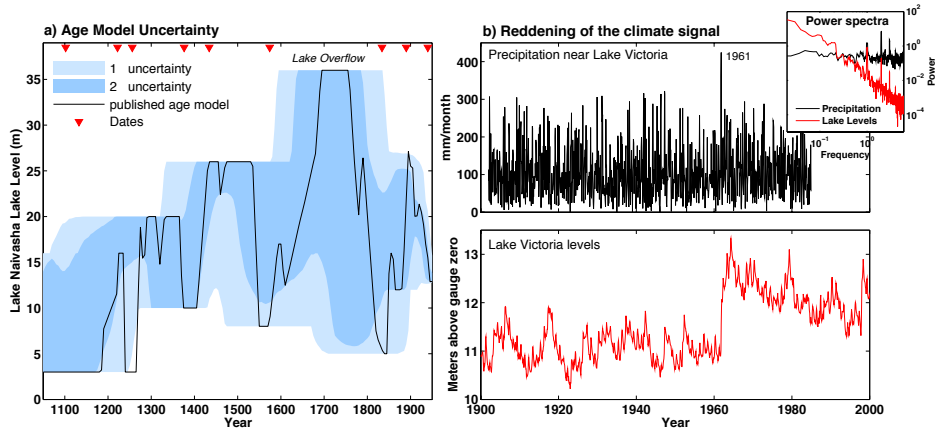 a) Age Model Uncertainty
Lake Overflow
1 uncertainty
2 uncertainty
published age model
Dates
Lake Naivasha Lake Level (m)
35
30
25
20
15
10
5
0
1100 1200 1300 1400 1500 1600 1700 1800 1900
Year
b) Reddening of the climate signal
Precipitation near Lake Victoria
1961
mm/month
400
300
200
100
0
Power spectra
Precipitation
Lake Levels
10^2
10^0
10^-2
10^-4
Power
10^-1 10^0
Frequency
Lake Victoria levels
Meters above gauge zero
13
12
11
10
1900 1920 1940 1960 1980 2000
Year